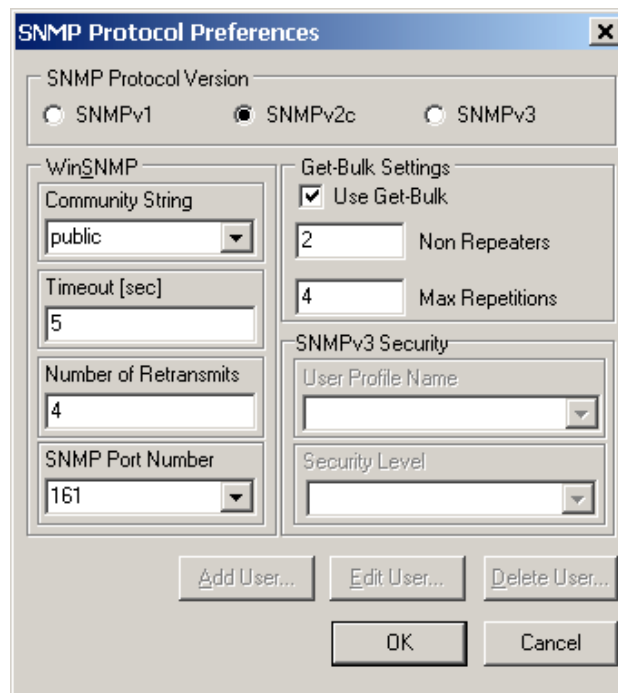 SNMP Protocol Preferences
SNMP Protocol Version
SNMPv1 SNMPv2c SNMPv3
WinSNMP
Community String
public
Timeout [sec]
5
Number of Retransmits
4
SNMP Port Number
161
Get-Bulk Settings
Use Get-Bulk
2 Non Repeaters
4 Max Repetitions
SNMPv3 Security
User Profile Name
Security Level
Add User... Edit User... Delete User...
OK Cancel